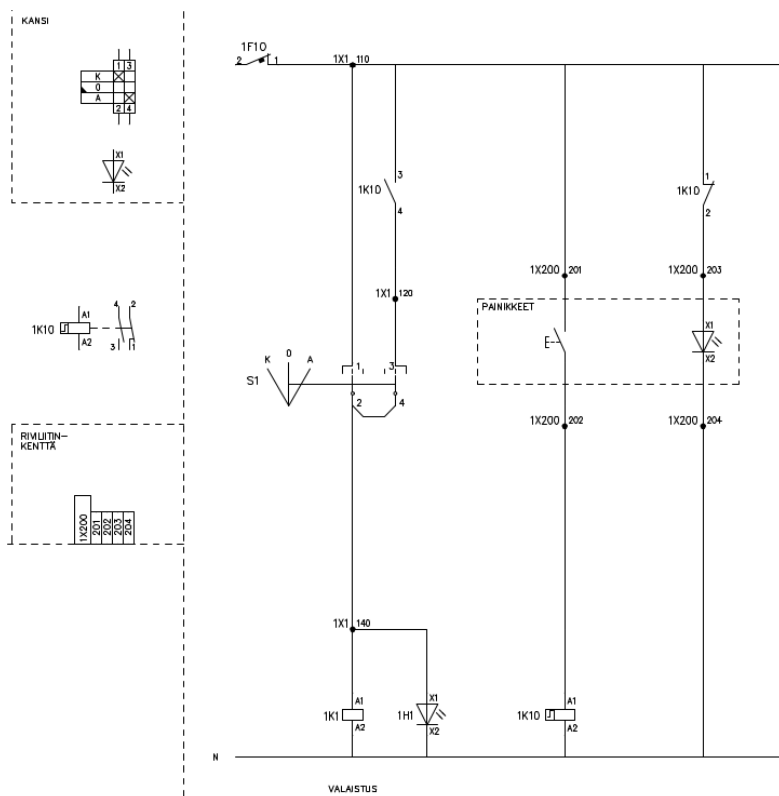 KANSI
1 3
K
0
A
2 4
X1
X2
A1
4 2
1K10
A2
3 1
RIVILIITIN-
KENTTÄ
1X200
201
202
203
204
1F10
2 1
1X1 110
3
1K10
4
1X1 120
K 0 A
S1
1 3
2 4
1X1 140
A1
1K1
A2
X1
1H1
X2
1
1K10
2
1X200 201
1X200 203
PAINIKKEET
E
X1
X2
1X200 202
1X200 204
A1
1K10
A2
N
VALAISTUS